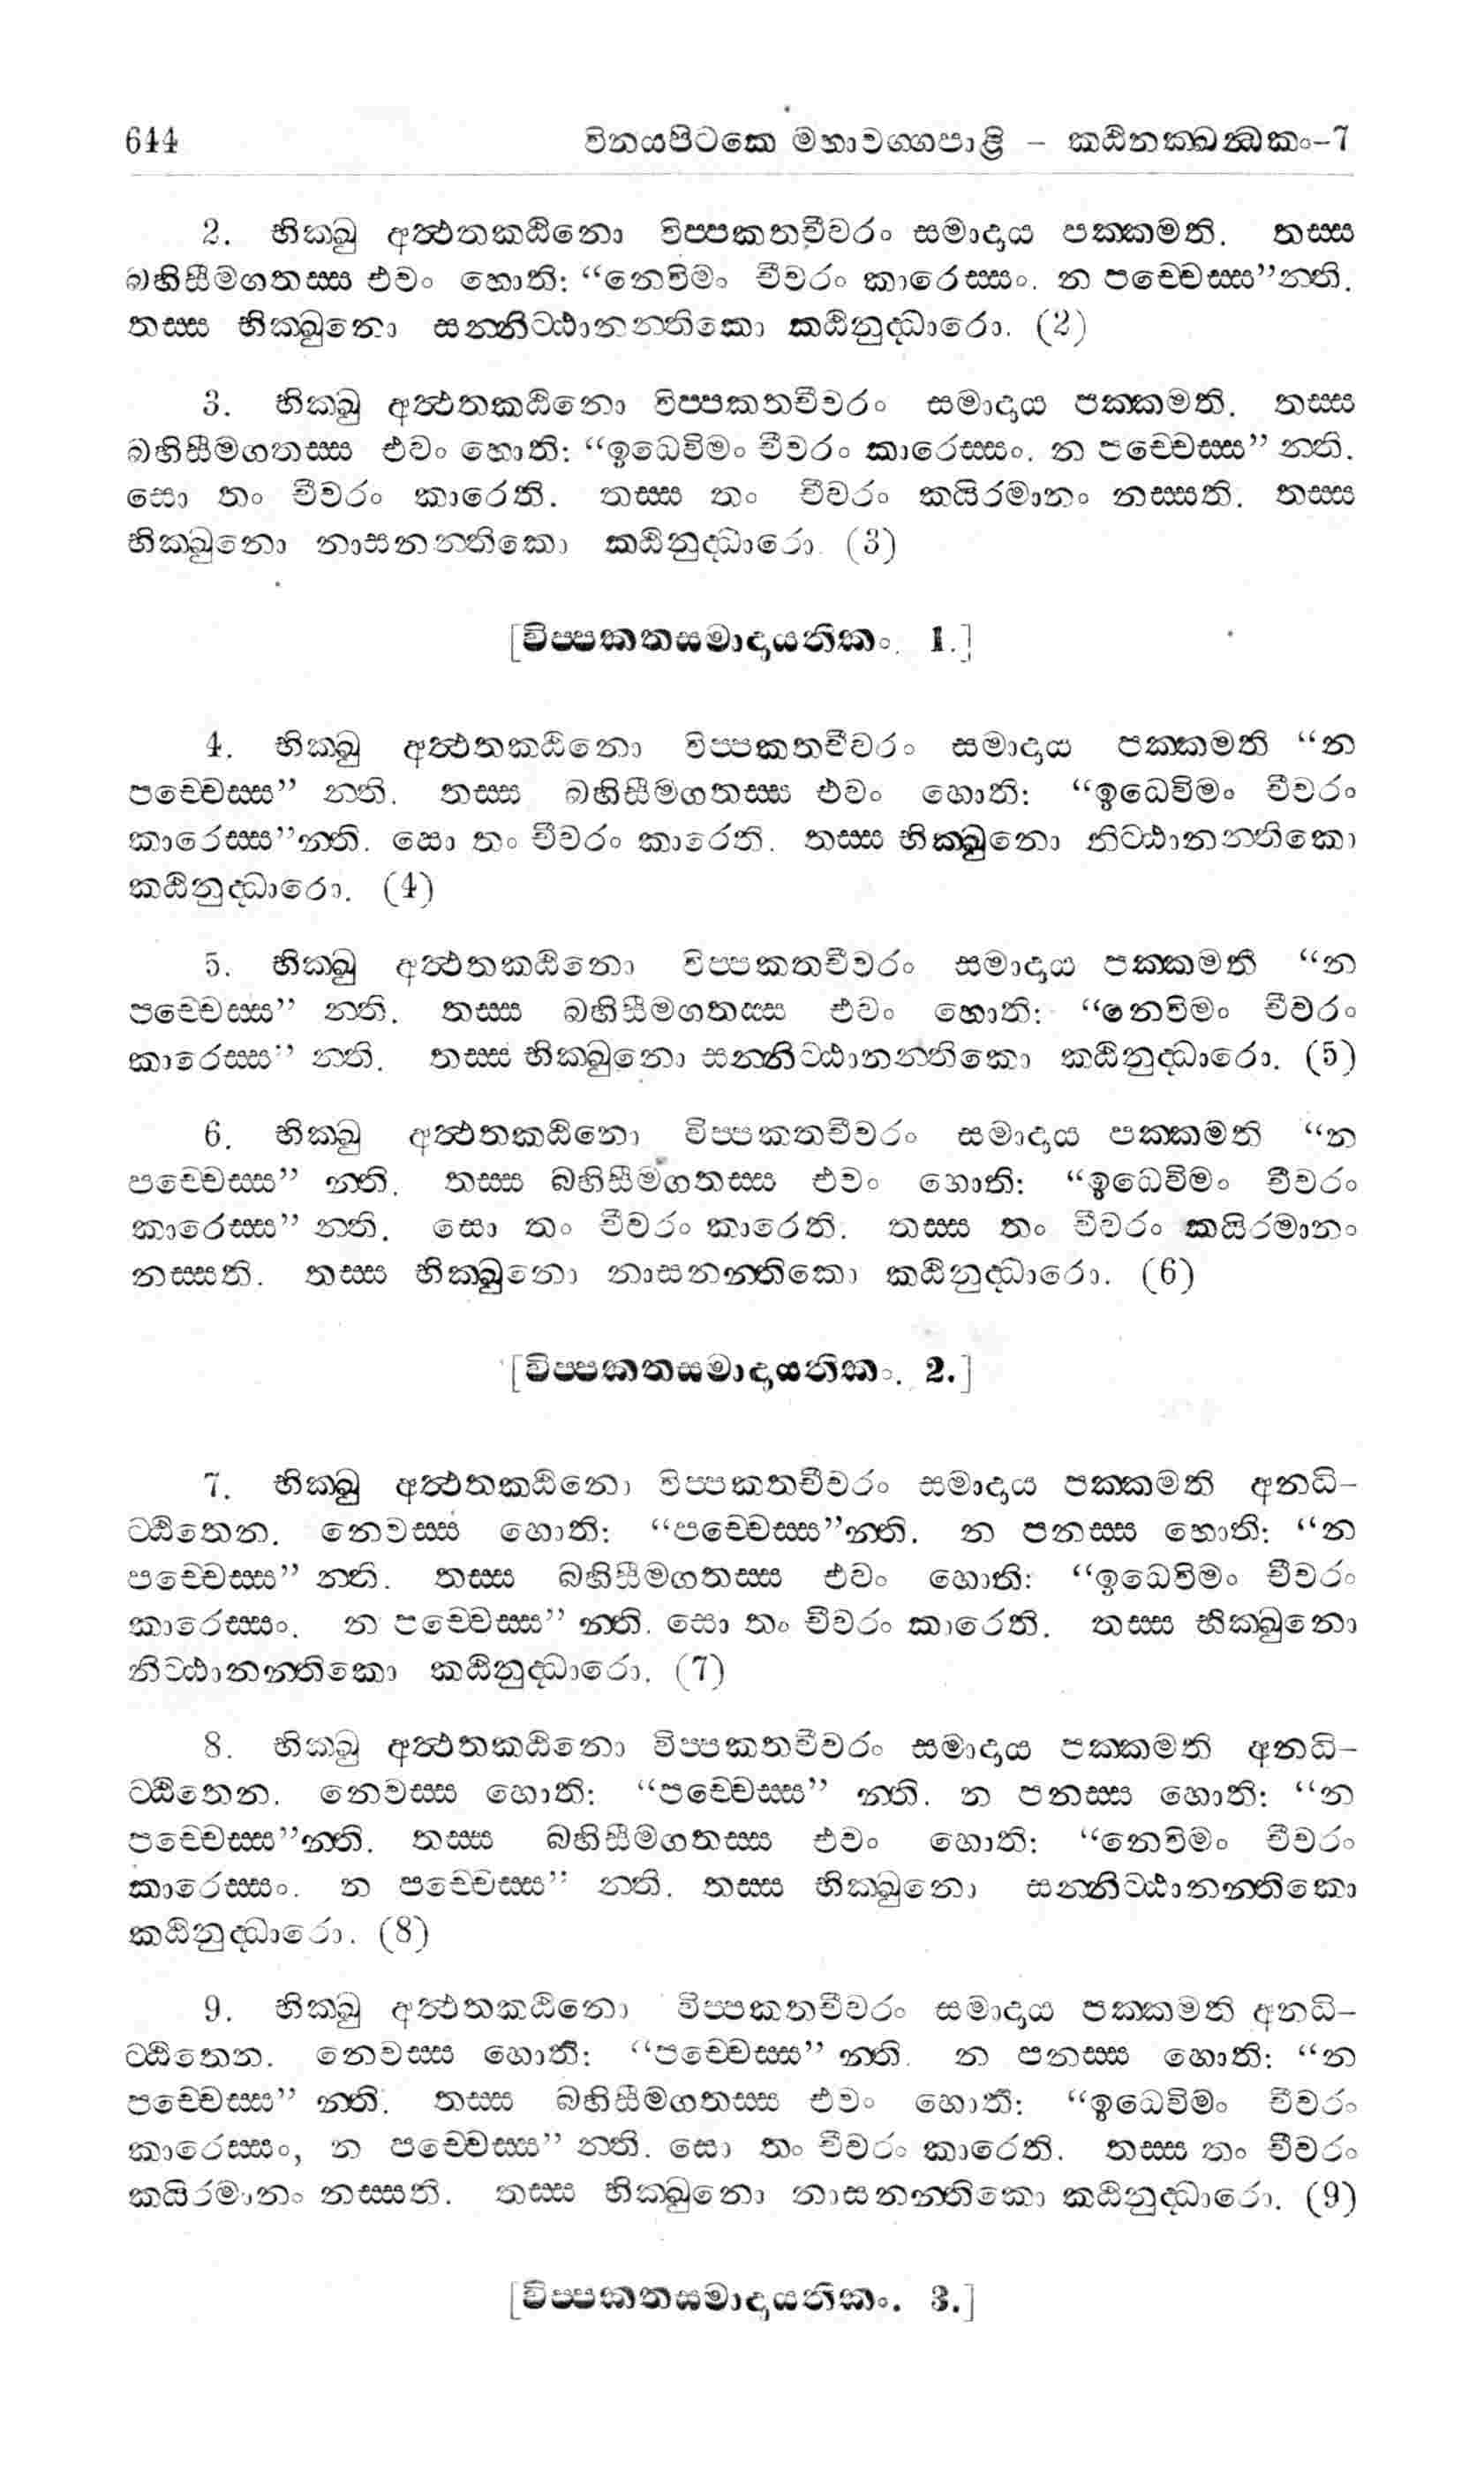 644 විනයපිටකෙ මහාවග්ගපාළි – කඨිනක්ඛන්ධකං–7
2. භික්ඛු අත්ථතකඨිනො විප්පකතචීවරං සමාදාය පක්කමති. තස්ස
බහිසීමගතස්ස එවං හොති: “නෙවිමං චීවරං කාරෙස්සං. න පච්චෙස්ස”න්ති.
තස්ස භික්ඛුනො සන්නිට්ඨානන්තිකො කඨිනුද්ධාරො. (2)
3. භික්ඛු අත්ථතකඨිනො විප්පකතචීවරං සමාදාය පක්කමති. තස්ස
බහිසීමගතස්ස එවං හොති: “ඉධෙවිමං චීවරං කාරෙස්සං. න පච්චෙස්ස” න්ති.
සො තං චීවරං කාරෙති. තස්ස තං චීවරං කයිරමානං නස්සති. තස්ස
භික්ඛුනො නාසනන්තිකො කඨිනුද්ධාරො. (3)
[විප්පකතසමාදායතිකං. 1.]
4. භික්ඛු අත්ථතකඨිනො විප්පකතචීවරං සමාදාය පක්කමති “න
පච්චෙස්ස” න්ති. තස්ස බහිසීමගතස්ස එවං හොති: “ඉධෙවිමං චීවරං
කාරෙස්ස”න්ති. සො තං චීවරං කාරෙති. තස්ස භික්ඛුනො නිට්ඨානන්තිකො
කඨිනුද්ධාරො. (4)
5. භික්ඛු අත්ථතකඨිනො විප්පකතචීවරං සමාදාය පක්කමති “න
පච්චෙස්ස” න්ති. තස්ස බහිසීමගතස්ස එවං හොති: “නෙවිමං චීවරං
කාරෙස්ස” න්ති. තස්ස භික්ඛුනො සන්නිට්ඨානන්තිකො කඨිනුද්ධාරො. (5)
6. භික්ඛු අත්ථතකඨිනො විප්පකතචීවරං සමාදාය පක්කමති “න
පච්චෙස්ස” න්ති. තස්ස බහිසීමගතස්ස එවං හොති: “ඉධෙවිමං චීවරං
කාරෙස්ස” න්ති. සො තං චීවරං කාරෙති. තස්ස තං චීවරං කයිරමානං
නස්සති. තස්ස භික්ඛුනො නාසනන්තිකො කඨිනුද්ධාරො. (6)
[විප්පකතසමාදායතිකං. 2.]
7. භික්ඛු අත්ථතකඨිනො විප්පකතචීවරං සමාදාය පක්කමති අනධි-
ට්ඨිතෙන. නෙවස්ස හොති: “පච්චෙස්ස”න්ති. න පනස්ස හොති: “න
පච්චෙස්ස” න්ති. තස්ස බහිසීමගතස්ස එවං හොති: “ඉධෙවිමං චීවරං
කාරෙස්සං. න පච්චෙස්ස” න්ති. සො තං චීවරං කාරෙති. තස්ස භික්ඛුනො
නිට්ඨානන්තිකො කඨිනුද්ධාරො. (7)
8. භික්ඛු අත්ථතකඨිනො විප්පකතචීවරං සමාදාය පක්කමති අනධි-
ට්ඨිතෙන. නෙවස්ස හොති: “පච්චෙස්ස” න්ති. න පනස්ස හොති: “න
පච්චෙස්ස”න්ති. තස්ස බහිසීමගතස්ස එවං හොති: “නෙවිමං චීවරං
කාරෙස්සං. න පච්චෙස්ස” න්ති. තස්ස භික්ඛුනො සන්නිට්ඨානන්තිකො
කඨිනුද්ධාරො. (8)
9. භික්ඛු අත්ථතකඨිනො විප්පකතචීවරං සමාදාය පක්කමති අනධි-
ට්ඨිතෙන. නෙවස්ස හොති: “පච්චෙස්ස” න්ති. න පනස්ස හොති: “න
පච්චෙස්ස” න්ති. තස්ස බහිසීමගතස්ස එවං හොති: “ඉධෙවිමං චීවරං
කාරෙස්සං, න පච්චෙස්ස” න්ති. සො තං චීවරං කාරෙති. තස්ස තං චීවරං
කයිරමානං නස්සති. තස්ස භික්ඛුනො නාසනන්තිකො කඨිනුද්ධාරො. (9)
[විප්පකතසමාදායතිකං. 3.]